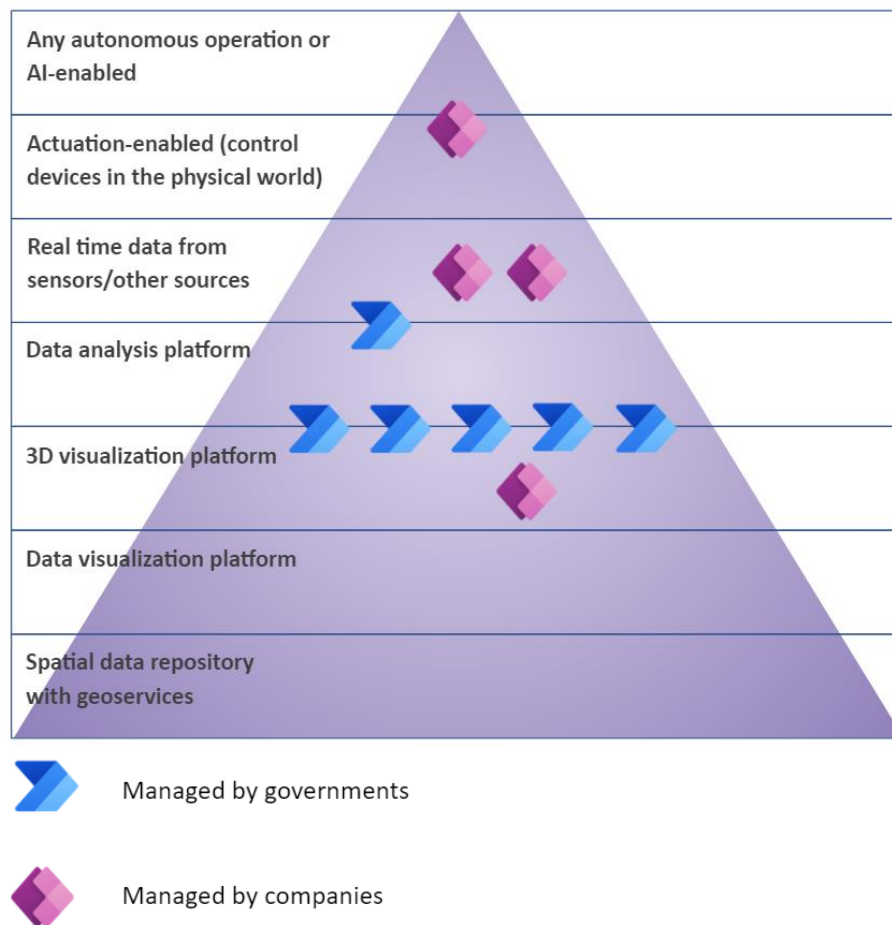 Any autonomous operation or
AI-enabled
Actuation-enabled (control
devices in the physical world)
Real time data from
sensors/other sources
Data analysis platform
3D visualization platform
Data visualization platform
Spatial data repository
with geoservices
Managed by governments
Managed by companies